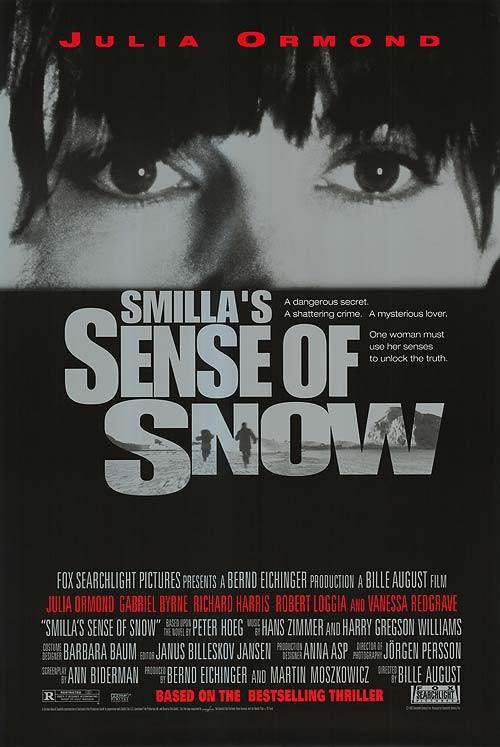 JULIA ORMOND
SMILLA'S
SENSE OF
SNOW
A dangerous secret.
A shattering crime. A mysterious lover.
One woman must
use her senses
to unlock the truth.
FOX SEARCHLIGHT PICTURES PRESENTS A BERND EICHINGER PRODUCTION A BILLE AUGUST FILM
JULIA ORMOND GABRIEL BYRNE RICHARD HARRIS ROBERT LOGGIA AND VANESSA REDGRAVE
"SMILLA'S SENSE OF SNOW" BASED UPON THE NOVEL BY PETER HOEG MUSIC BY HANS ZIMMER AND HARRY GREGSON WILLIAMS
COSTUME DESIGNER BARBARA BAUM EDITOR JANUS BILLESKOV JANSEN PRODUCTION DESIGNER ANNA ASP DIRECTOR OF PHOTOGRAPHY JÖRGEN PERSSON
SCREENPLAY BY ANN BIDERMAN PRODUCED BY BERND EICHINGER AND MARTIN MOSZKOWICZ DIRECTED BY BILLE AUGUST
R RESTRICTED
BASED ON THE BESTSELLING THRILLER
FOX
SEARCHLIGHT
PICTURES